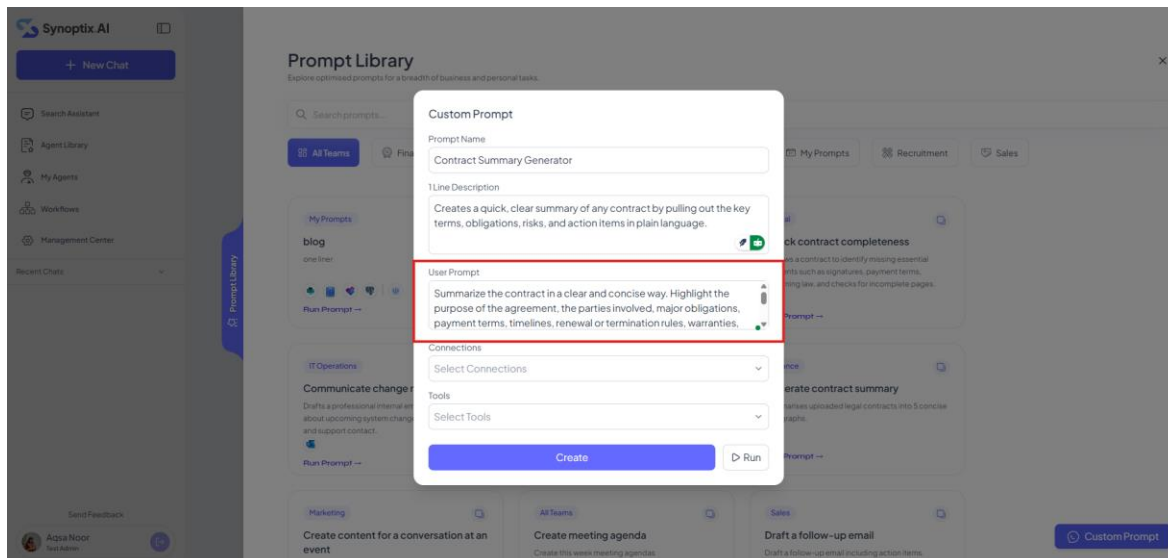 Synoptix.AI
+ New Chat
Search Assistant
Agent Library
My Agents
Workflows
Management Center
Recent Chats
Send Feedback
Aqsa Noor
Prompt Library
Prompt Library
Explore optimised prompts for a breadth of business and personal tasks.
Search prompts...
All Teams
Fina
My Prompts
Recruitment
Sales
My Prompts
blog
one liner
Run Prompt →
al
ck contract completeness
ws a contract to identify missing essential
nts such as signatures, payment terms,
ning law, and checks for incomplete pages.
Prompt →
IT Operations
Communicate change r
Drafts a professional internal em
about upcoming system change
and support contact.
Run Prompt →
nce
erate contract summary
marises uploaded legal contracts into 5 concise
graphs.
Prompt →
Marketing
Create content for a conversation at an
event
All Teams
Create meeting agenda
Create this week meeting agendas
Sales
Draft a follow-up email
Draft a follow-up email including action items.
Custom Prompt
Custom Prompt
Prompt Name
Contract Summary Generator
1 Line Description
Creates a quick, clear summary of any contract by pulling out the key
terms, obligations, risks, and action items in plain language.
User Prompt
Summarize the contract in a clear and concise way. Highlight the
purpose of the agreement, the parties involved, major obligations,
payment terms, timelines, renewal or termination rules, warranties,
Connections
Select Connections
Tools
Select Tools
Create
Run